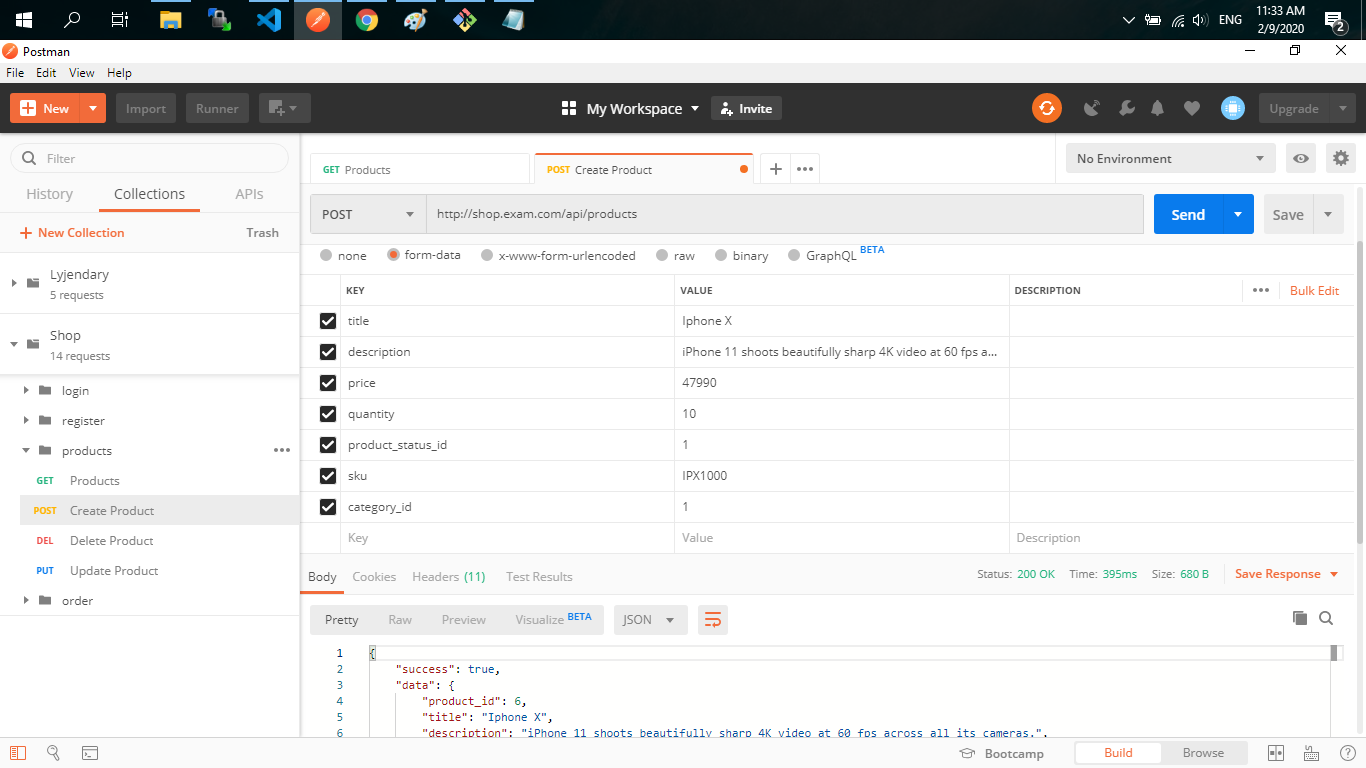 ENG
11:33 AM
2/9/2020
2
Postman
File Edit View Help
New Import Runner My Workspace Invite Upgrade
Filter
History Collections APIs
New Collection Trash
Lyjendary
5 requests
Shop
14 requests
login
register
products
GET Products
POST Create Product
DEL Delete Product
PUT Update Product
order
GET Products POST Create Product No Environment
POST http://shop.exam.com/api/products Send Save
none form-data x-www-form-urlencoded raw binary GraphQL BETA
KEY VALUE DESCRIPTION Bulk Edit
title Iphone X
description iPhone 11 shoots beautifully sharp 4K video at 60 fps a...
price 47990
quantity 10
product_status_id 1
sku IPX1000
category_id 1
Key Value Description
Body Cookies Headers (11) Test Results Status: 200 OK Time: 395ms Size: 680 B Save Response
Pretty Raw Preview Visualize BETA JSON
1 {
2 "success": true,
3 "data": {
4 "product_id": 6,
5 "title": "Iphone X",
6 "description": "iPhone 11 shoots beautifully sharp 4K video at 60 fps across all its cameras.",
Bootcamp Build Browse